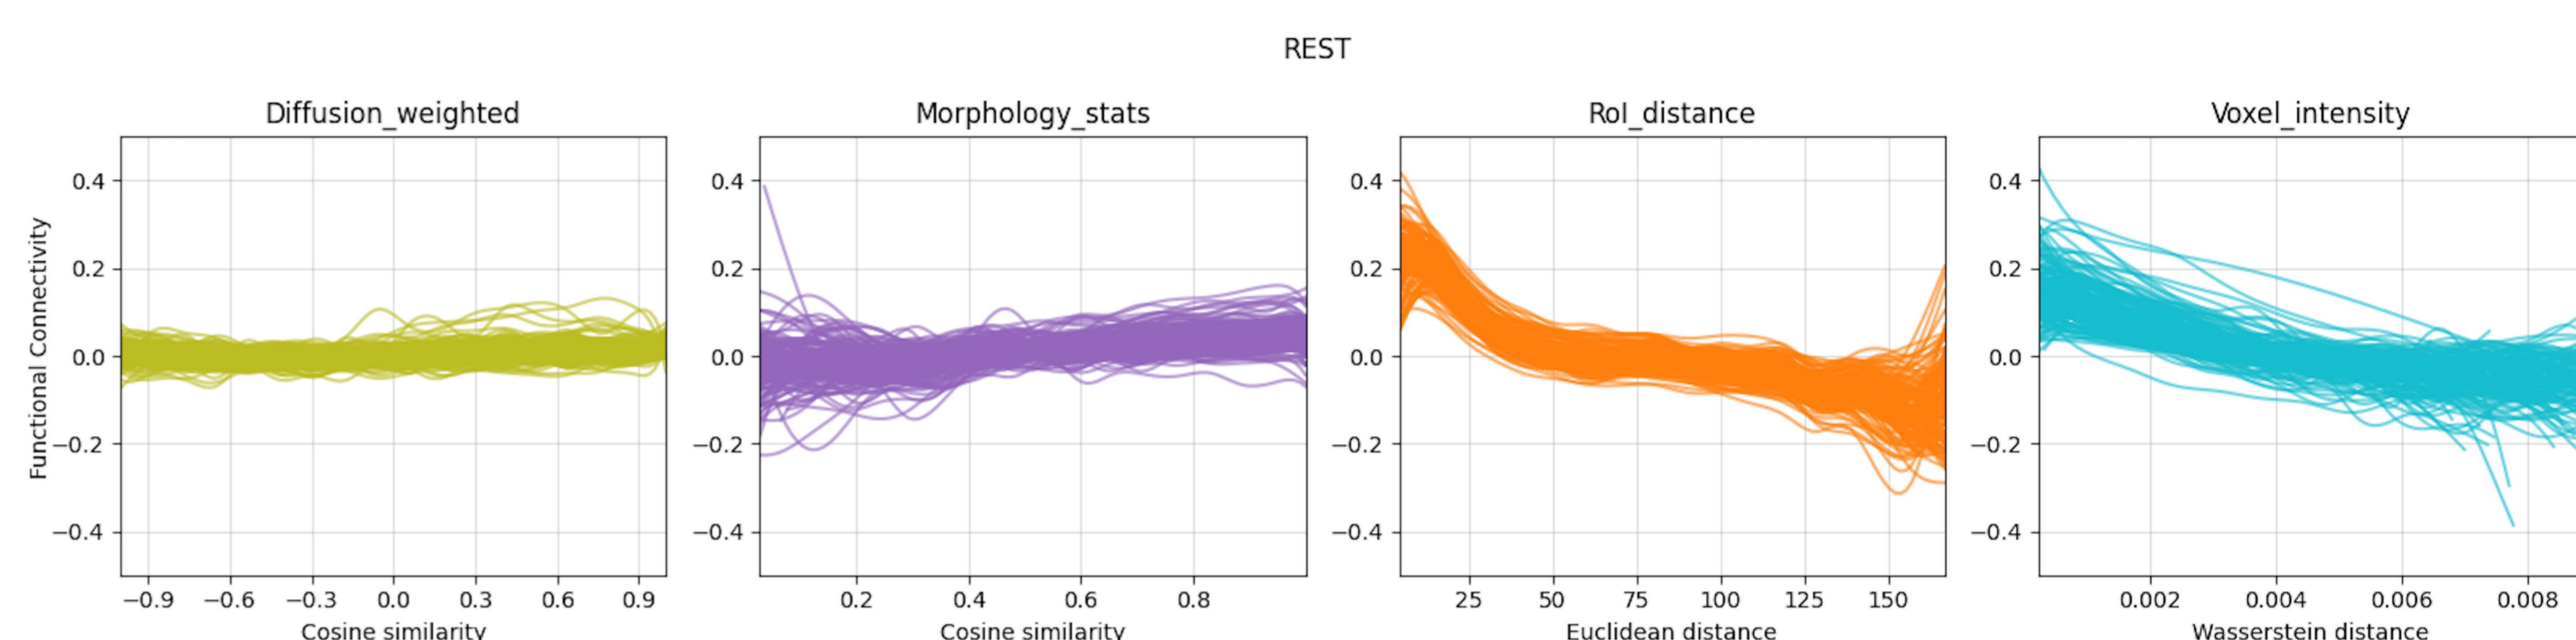 REST
Diffusion_weighted
Morphology_stats
RoI_distance
Voxel_intensity
Functional Connectivity
0.4
0.2
0.0
−0.2
−0.4
−0.9 −0.6 −0.3 0.0 0.3 0.6 0.9
Cosine similarity
0.4
0.2
0.0
−0.2
−0.4
0.2 0.4 0.6 0.8
Cosine similarity
0.4
0.2
0.0
−0.2
−0.4
25 50 75 100 125 150
Euclidean distance
0.4
0.2
0.0
−0.2
−0.4
0.002 0.004 0.006 0.008
Wasserstein distance